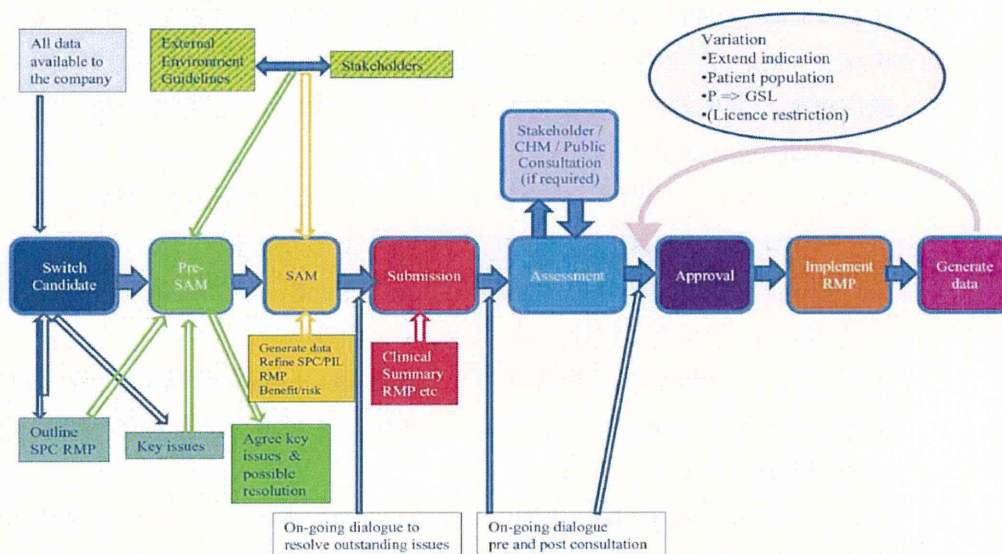 All data
available to
the company
External
Environment
Guidelines
Stakeholders
Variation
•Extend indication
•Patient population
•P => GSL
•(Licence restriction)
Stakeholder /
CHM / Public
Consultation
(if required)
Switch
Candidate
Pre-
SAM
SAM
Submission
Assessment
Approval
Implement
RMP
Generate
data
Generate data
Refine SPC/PIL
RMP
Benefit/risk
Clinical
Summary
RMP etc
Outline
SPC RMP
Key issues
Agree key
issues &
possible
resolution
On-going dialogue to
resolve outstanding issues
On-going dialogue
pre and post consultation